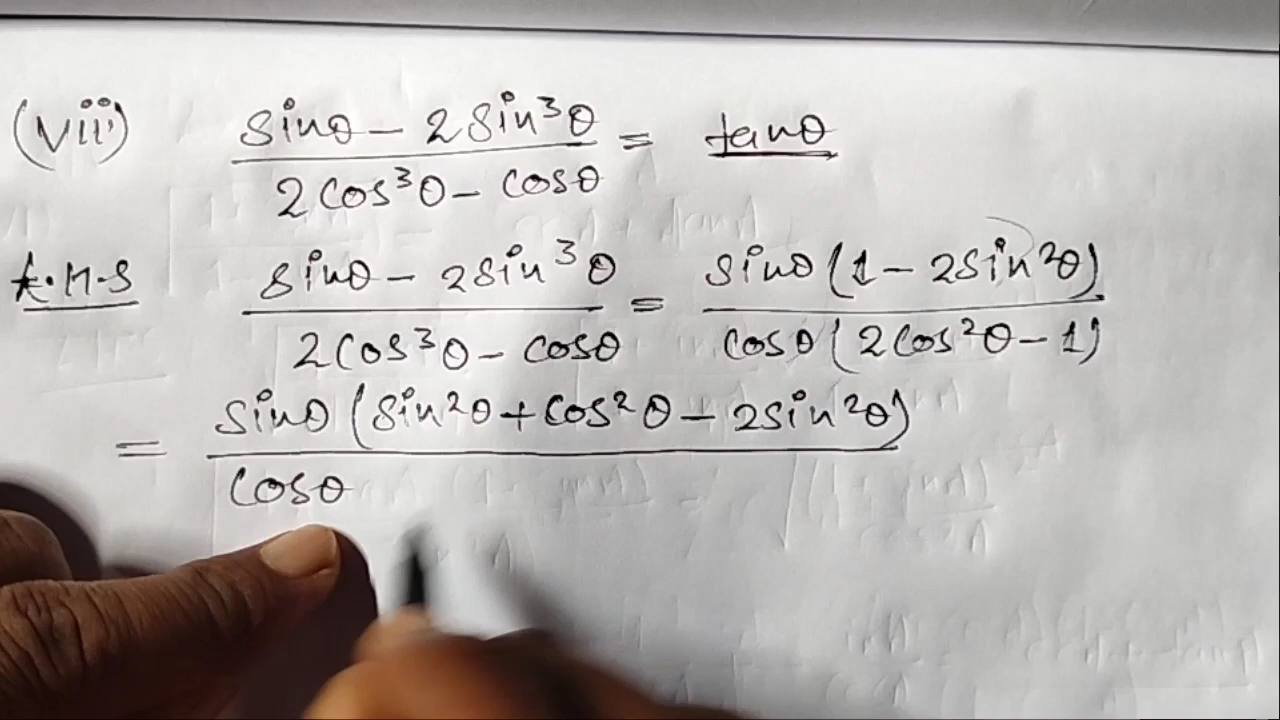 (vii) sinθ - 2sin³θ / 2cos³θ - cosθ = tanθ
L.H.S sinθ - 2sin³θ / 2cos³θ - cosθ = sinθ(1 - 2sin²θ) / cosθ(2cos²θ - 1)
= sinθ(sin²θ + cos²θ - 2sin²θ) / cosθ